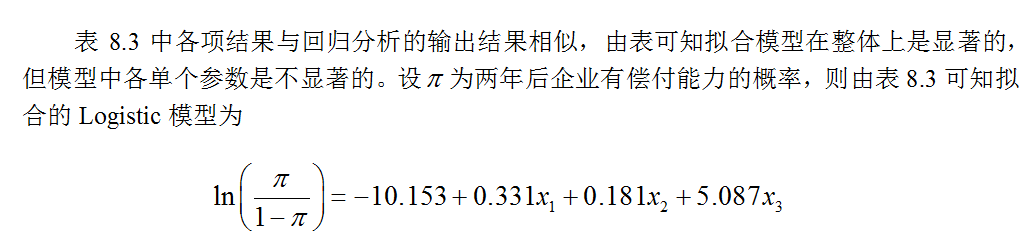 表 8.3 中各项结果与回归分析的输出结果相似，由表可知拟合模型在整体上是显著的，
但模型中各单个参数是不显著的。设 π 为两年后企业有偿付能力的概率，则由表 8.3 可知拟
合的 Logistic 模型为
ln(π/(1−π)) = −10.153 + 0.331x₁ + 0.181x₂ + 5.087x₃